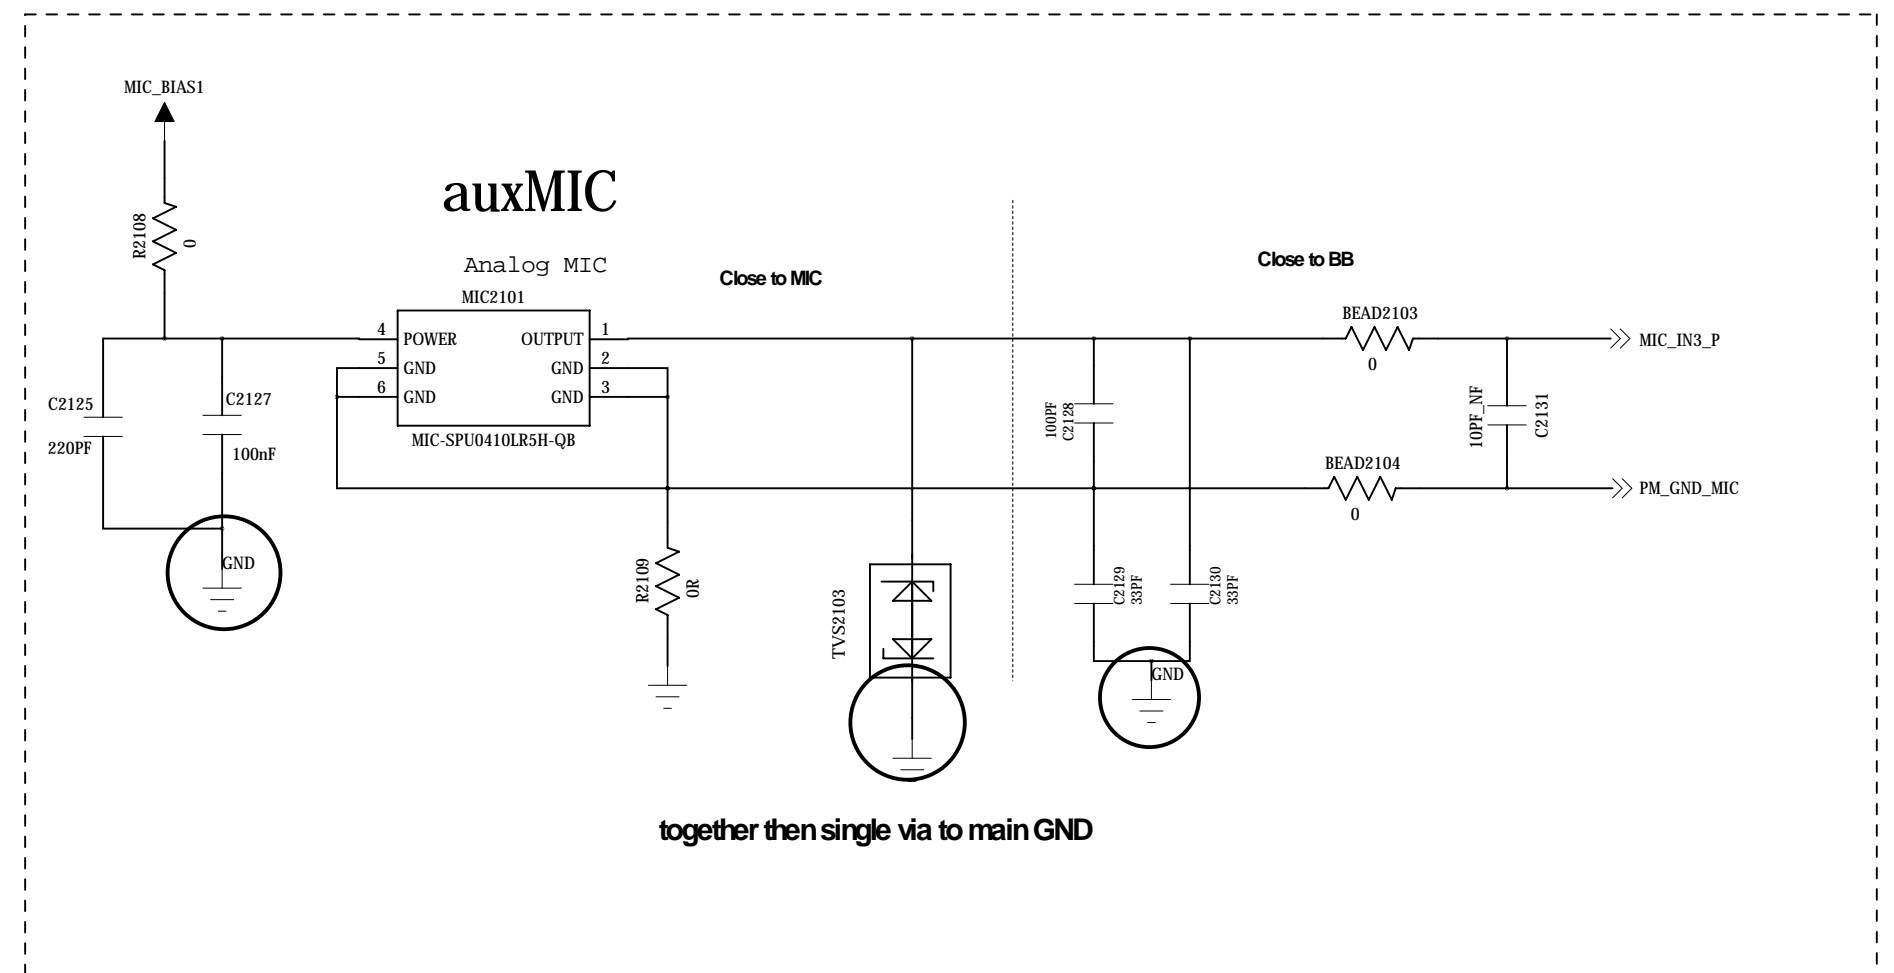 MIC_BIAS1
R2108
0
auxMIC
Analog MIC
Close to MIC
Close to BB
MIC2101
4
POWER
OUTPUT
1
5
GND
GND
2
6
GND
GND
3
MIC-SPU0410LR5H-QB
C2125
220PF
C2127
100nF
GND
BEAD2103
0
MIC_IN3_P
100PF
C2128
10PF_NF
C2131
BEAD2104
0
PM_GND_MIC
R2109
0R
TVS2103
C2129
33PF
C2130
33PF
GND
together then single via to main GND